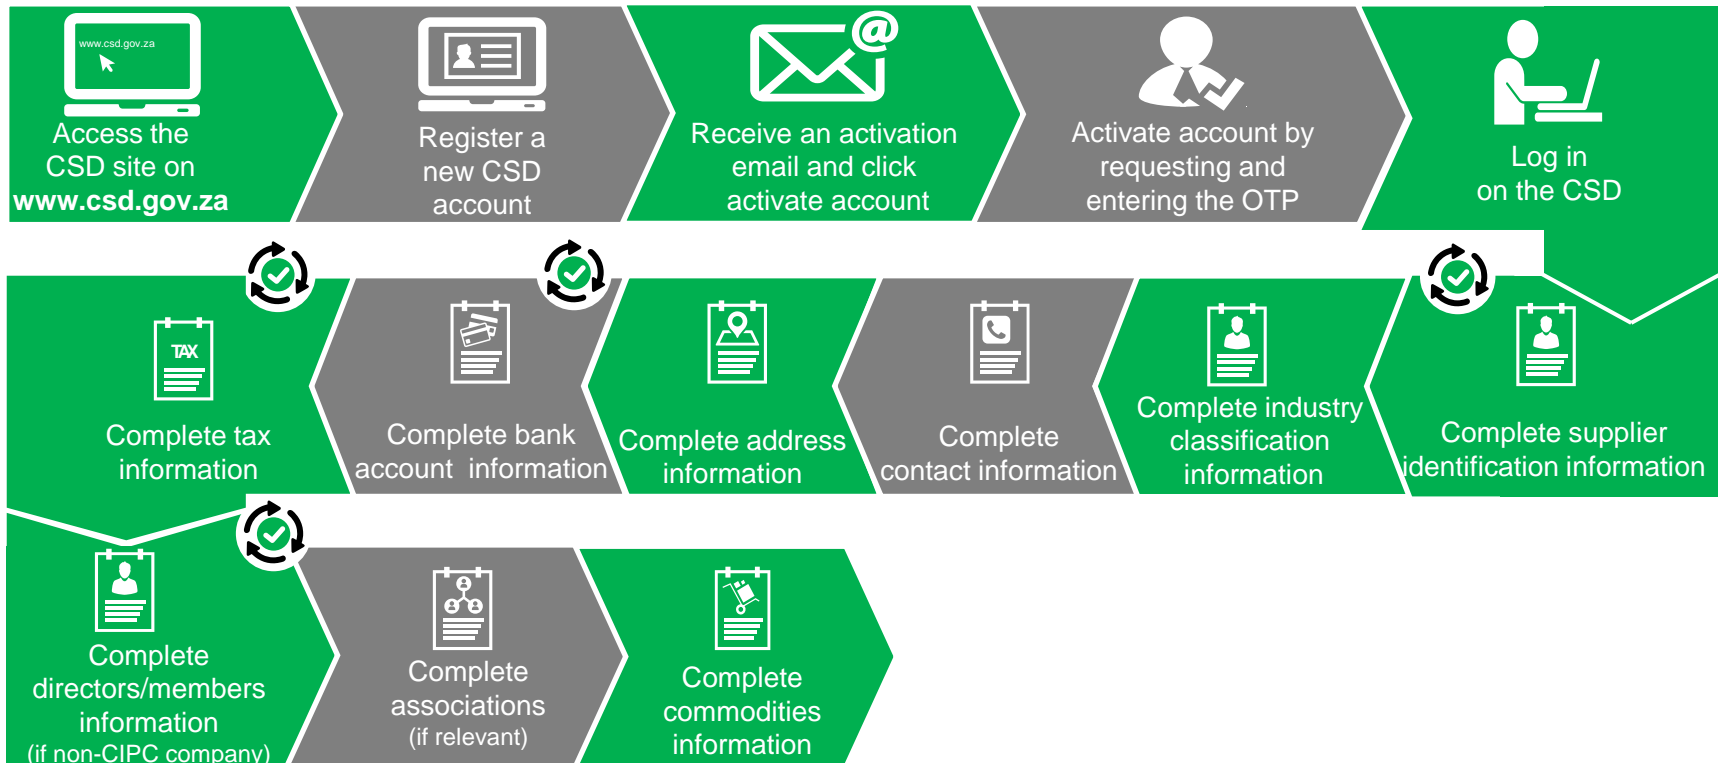 www.csd.gov.za
Access the
CSD site on
www.csd.gov.za
Register a
new CSD
account
@
Receive an activation
email and click
activate account
Activate account by
requesting and
entering the OTP
Log in
on the CSD
Complete supplier
identification information
Complete industry
classification
information
Complete
contact information
Complete address
information
Complete bank
account information
TAX
Complete tax
information
Complete
directors/members
information
(if non-CIPC company)
Complete
associations
(if relevant)
Complete
commodities
information